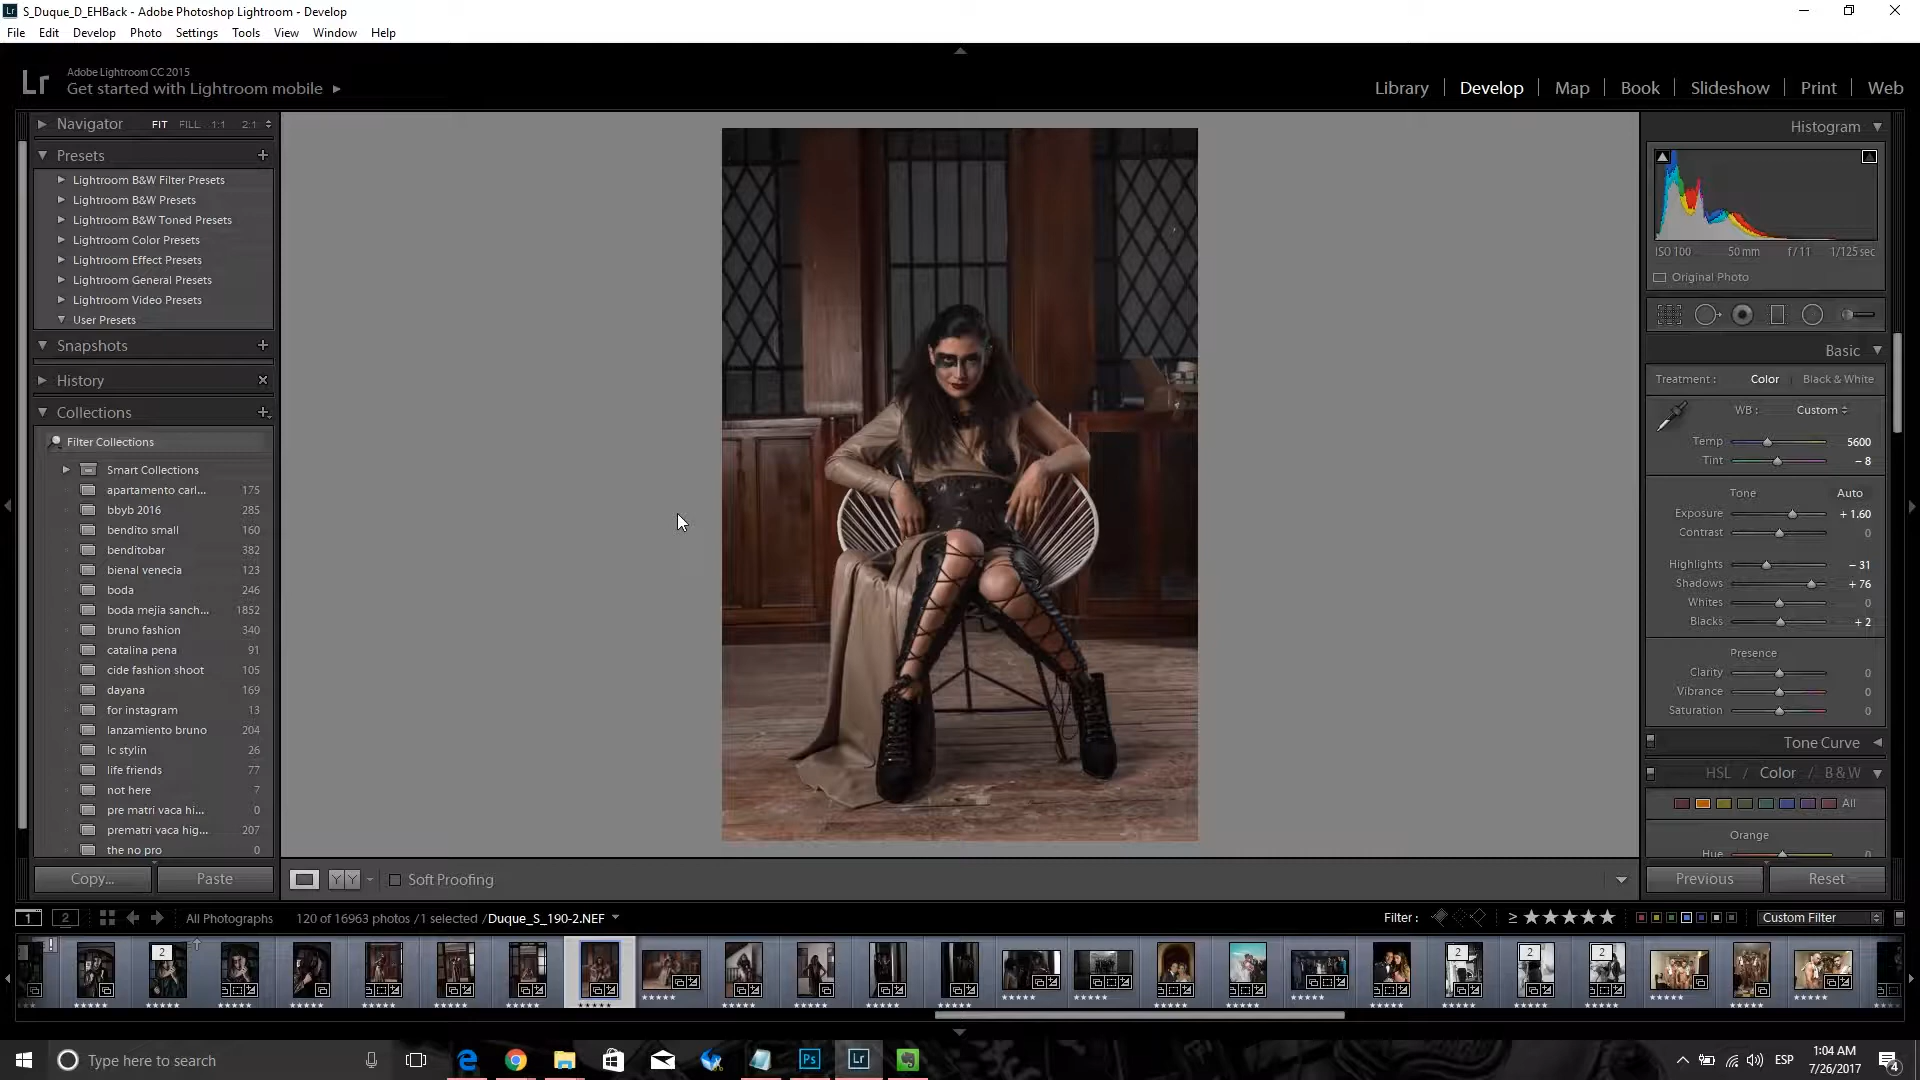 S_Duque_D_EHBack - Adobe Photoshop Lightroom - Develop
File Edit Develop Photo Settings Tools View Window Help
Lr
Adobe Lightroom CC 2015
Get started with Lightroom mobile
Library Develop Map Book Slideshow Print Web
Navigator FIT FILL 1:1 2:1
Presets +
Lightroom B&W Filter Presets
Lightroom B&W Presets
Lightroom B&W Toned Presets
Lightroom Color Presets
Lightroom Effect Presets
Lightroom General Presets
Lightroom Video Presets
User Presets
Snapshots +
History ×
Collections +
Filter Collections
Smart Collections
apartamento carl... 175
bbyb 2016 285
bendito small 160
benditobar 382
bienal venecia 123
boda 246
boda mejía sanch... 1852
bruno fashion 340
catalina pena 91
cide fashion shoot 105
dayana 169
for instagram 13
lanzamiento bruno 204
lc stylin 26
life friends 77
not here 7
pre matri vaca hi... 0
prematri vaca hig... 207
the no pro 0
Copy... Paste
Histogram
ISO 100 50 mm f / 11 1/125 sec
Original Photo
Basic
Treatment : Color Black & White
WB : Custom
Temp 5600
Tint - 8
Tone Auto
Exposure + 1.60
Contrast 0
Highlights - 31
Shadows + 76
Whites 0
Blacks + 2
Presence
Clarity 0
Vibrance 0
Saturation 0
Tone Curve
HSL / Color / B & W
All
Orange
Hue 0
Previous Reset
YY Soft Proofing
1 2 All Photographs 120 of 16963 photos /1 selected /Duque_S_190-2.NEF Filter : ≥ ★★★★★ Custom Filter
2 2 2 2
Type here to search
Ps Lr
ESP
1:04 AM
7/26/2017
4